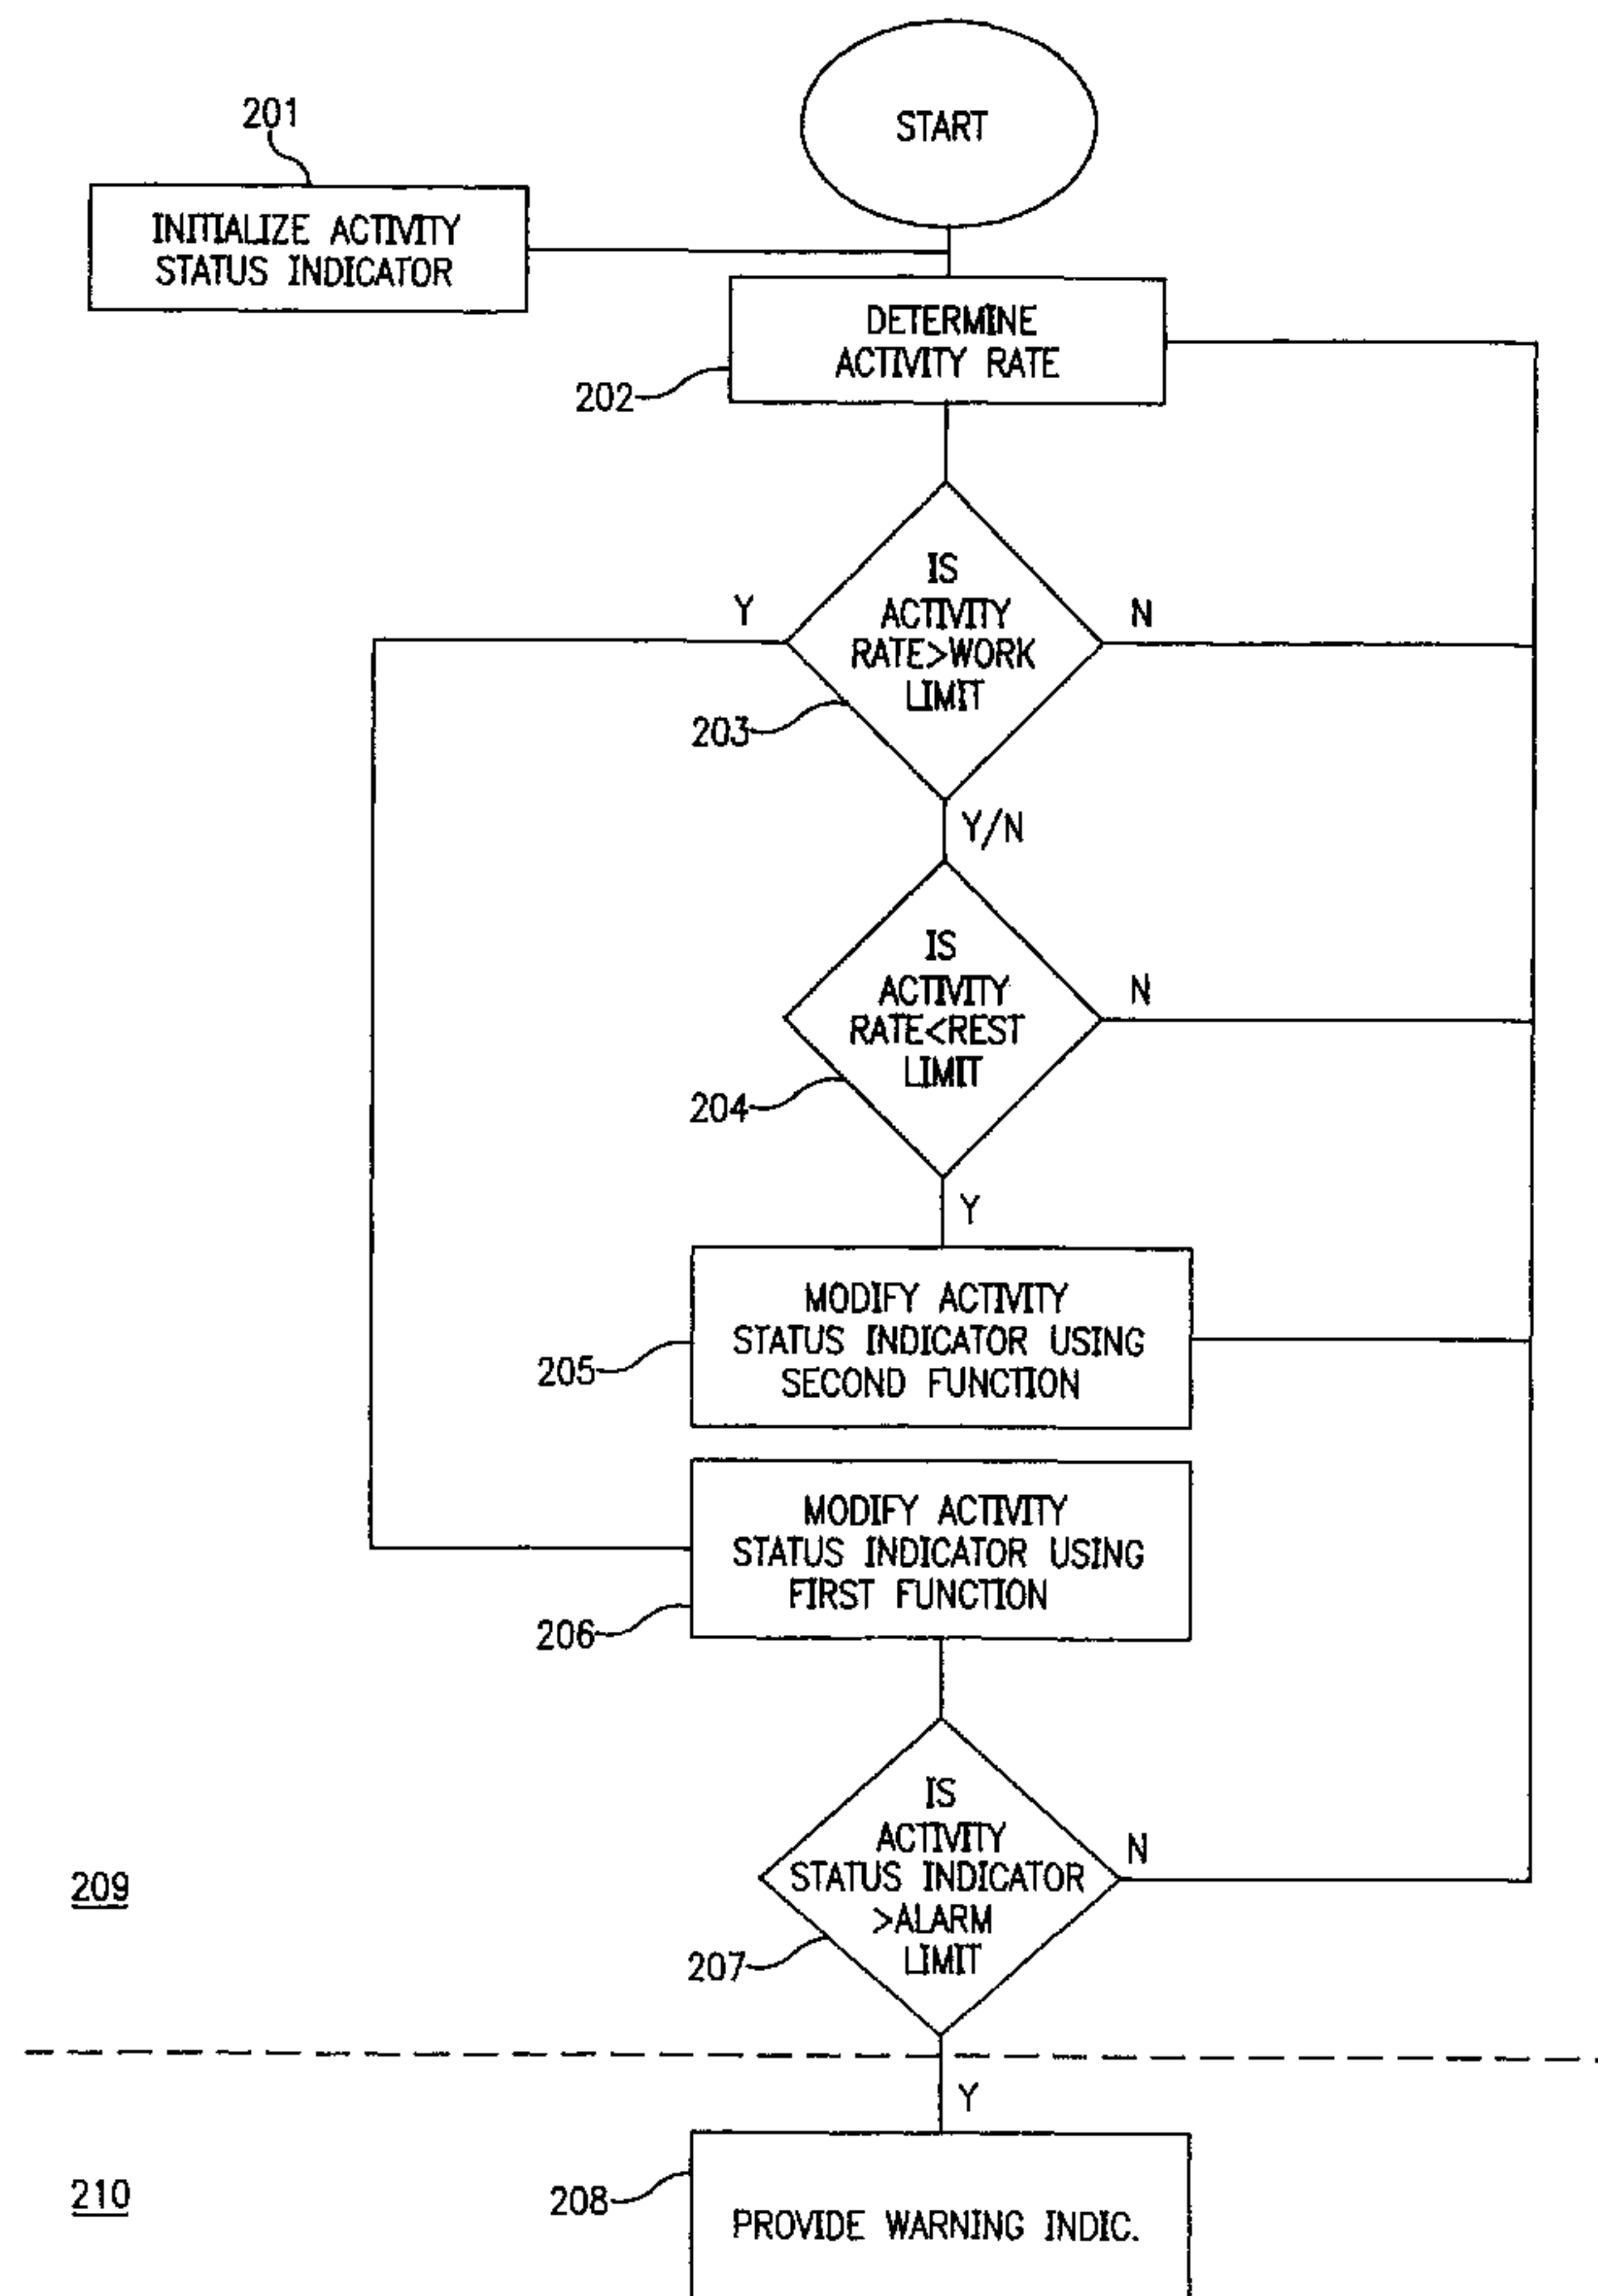 START
201
INITIALIZE ACTIVITY
STATUS INDICATOR
DETERMINE
ACTIVITY RATE
202
IS
ACTIVITY
RATE>WORK
LIMIT
Y
N
203
Y/N
IS
ACTIVITY
RATE<REST
LIMIT
N
204
Y
MODIFY ACTIVITY
STATUS INDICATOR USING
SECOND FUNCTION
205
MODIFY ACTIVITY
STATUS INDICATOR USING
FIRST FUNCTION
206
IS
ACTIVITY
STATUS INDICATOR
>ALARM
LIMIT
N
209
207
Y
210
208
PROVIDE WARNING INDIC.